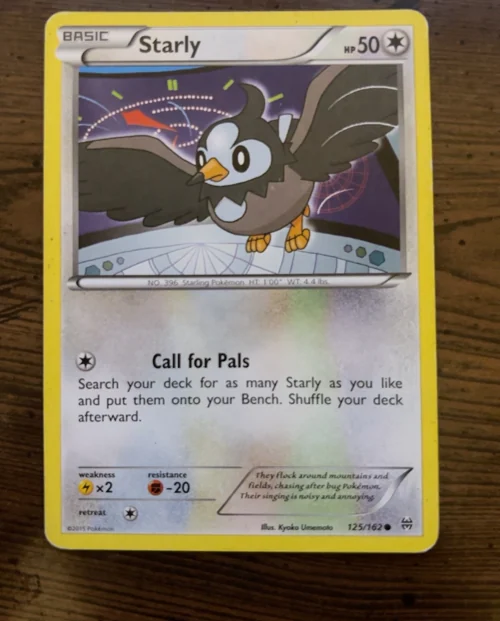 BASIC Starly HP 50
NO. 396 Starling Pokémon HT: 1'00" WT: 4.4 lbs.
Call for Pals
Search your deck for as many Starly as you like
and put them onto your Bench. Shuffle your deck
afterward.
weakness resistance
×2 -20
retreat
They flock around mountains and
fields, chasing after bug Pokémon.
Their singing is noisy and annoying.
©2015 Pokémon
Illus. Kyoko Umemoto 125/162